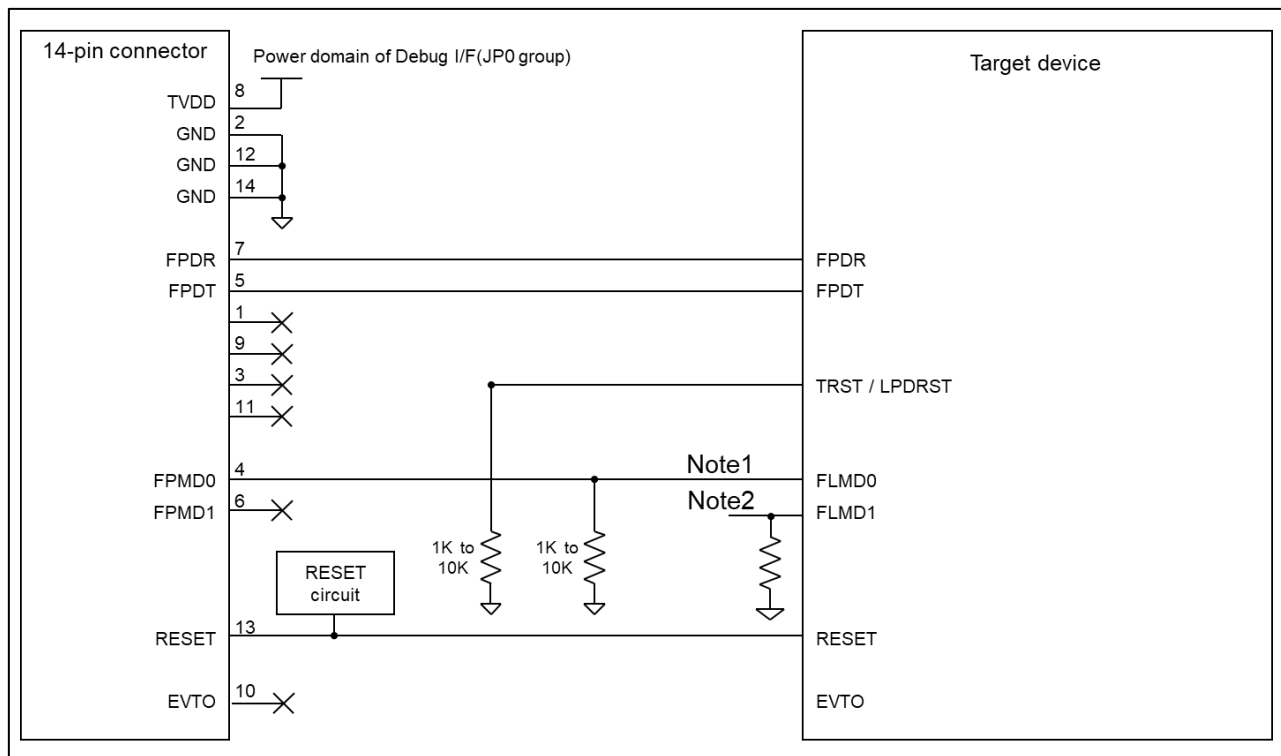 14-pin connector
Power domain of Debug I/F(JP0 group)
Target device
TVDD 8
GND 2
GND 12
GND 14
FPDR 7 FPDR
FPDT 5 FPDT
1
9
3
TRST / LPDRST
11
FPMD0 4 Note1 FLMD0
FPMD1 6 Note2 FLMD1
1K to
10K
1K to
10K
RESET
circuit
RESET 13 RESET
EVTO 10 EVTO